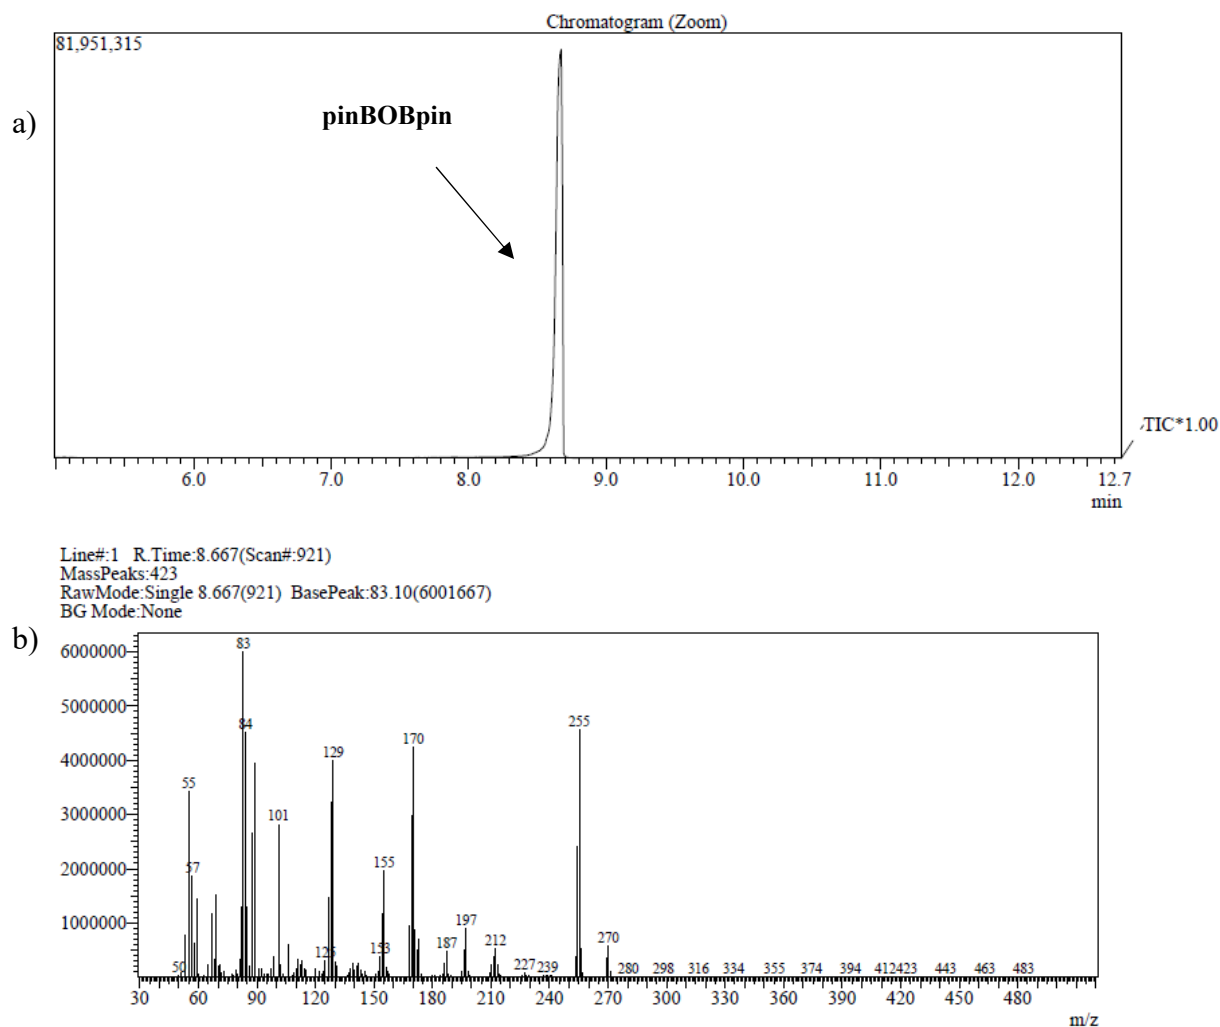 Chromatogram (Zoom)
81,951,315
a)
pinBOBpin
TIC*1.00
6.0 7.0 8.0 9.0 10.0 11.0 12.0 12.7
min
Line#:1 R.Time:8.667(Scan#:921)
MassPeaks:423
RawMode:Single 8.667(921) BasePeak:83.10(6001667)
BG Mode:None
b)
83
6000000
5000000
84
255
170
4000000
129
55
3000000
101
57
2000000
155
1000000
197
212
270
187
153
125
50
227
239
280 298 316 334 355 374 394 412 423 443 463 483
30 60 90 120 150 180 210 240 270 300 330 360 390 420 450 480
m/z